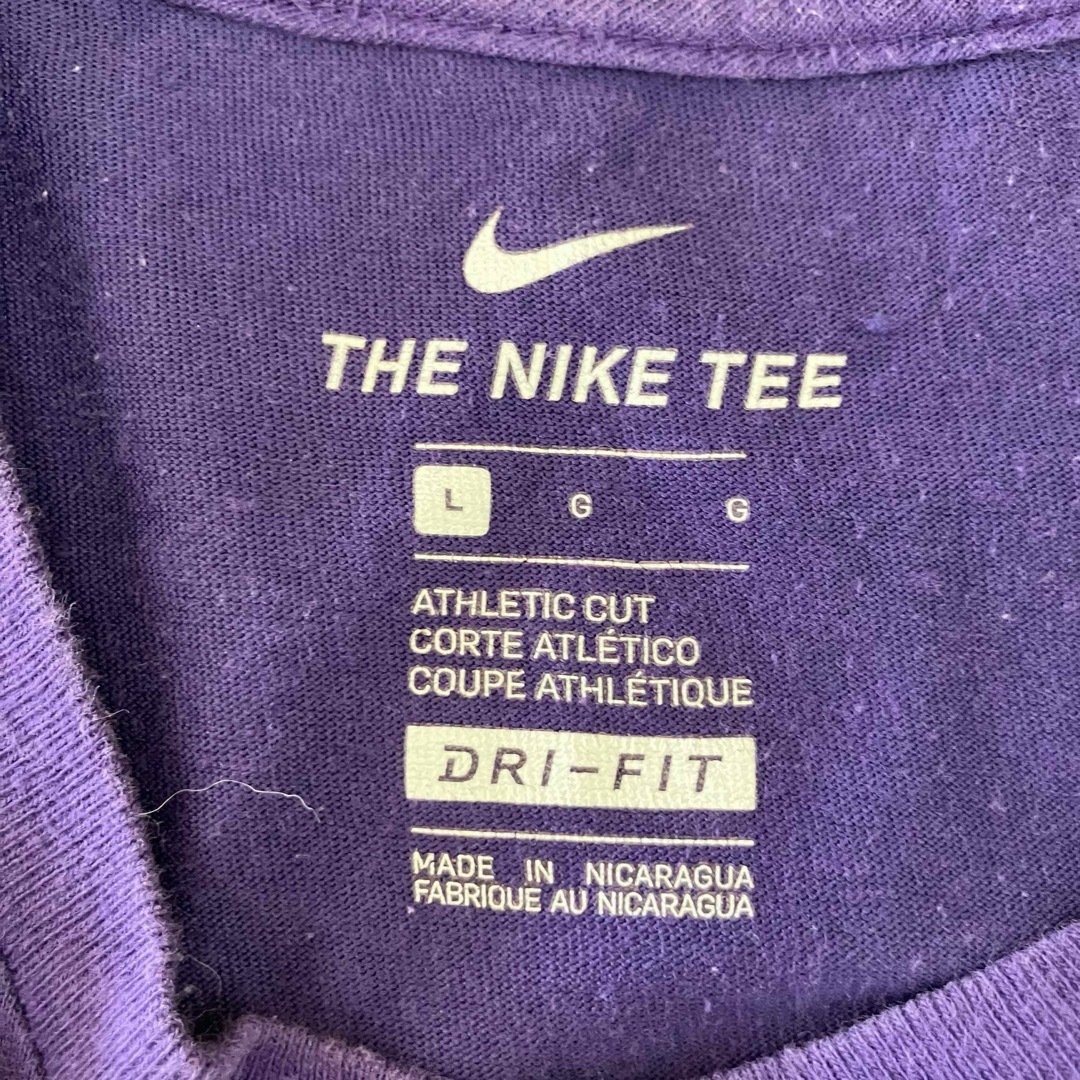 THE NIKE TEE
L G G
ATHLETIC CUT
CORTE ATLÉTICO
COUPE ATHLÉTIQUE
DRI-FIT
MADE IN NICARAGUA
FABRIQUE AU NICARAGUA